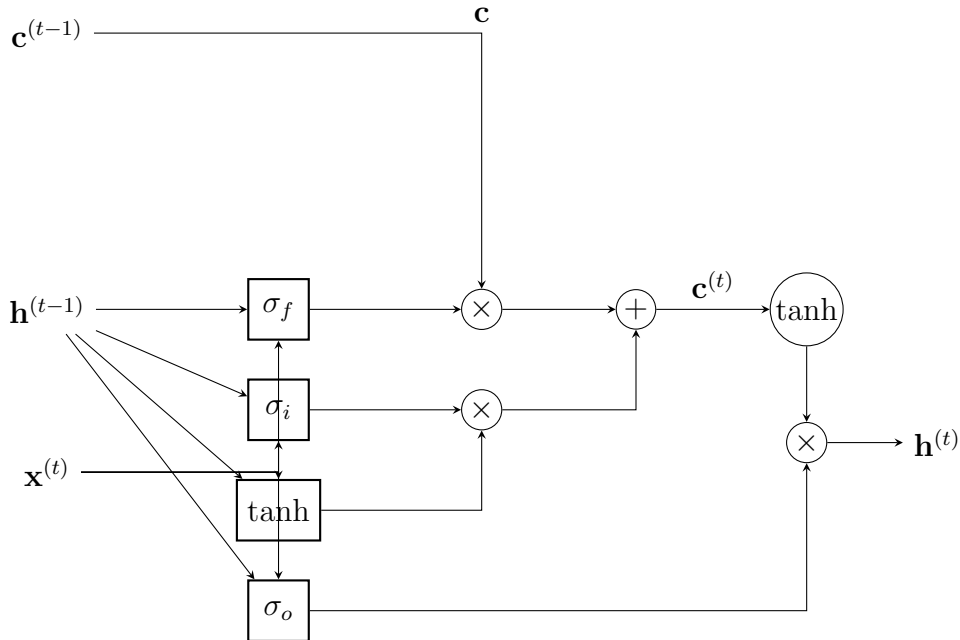 c
c^{(t−1)}
h^{(t−1)}
σ_f
×
+
c^{(t)}
tanh
σ_i
×
×
h^{(t)}
x^{(t)}
tanh
σ_o